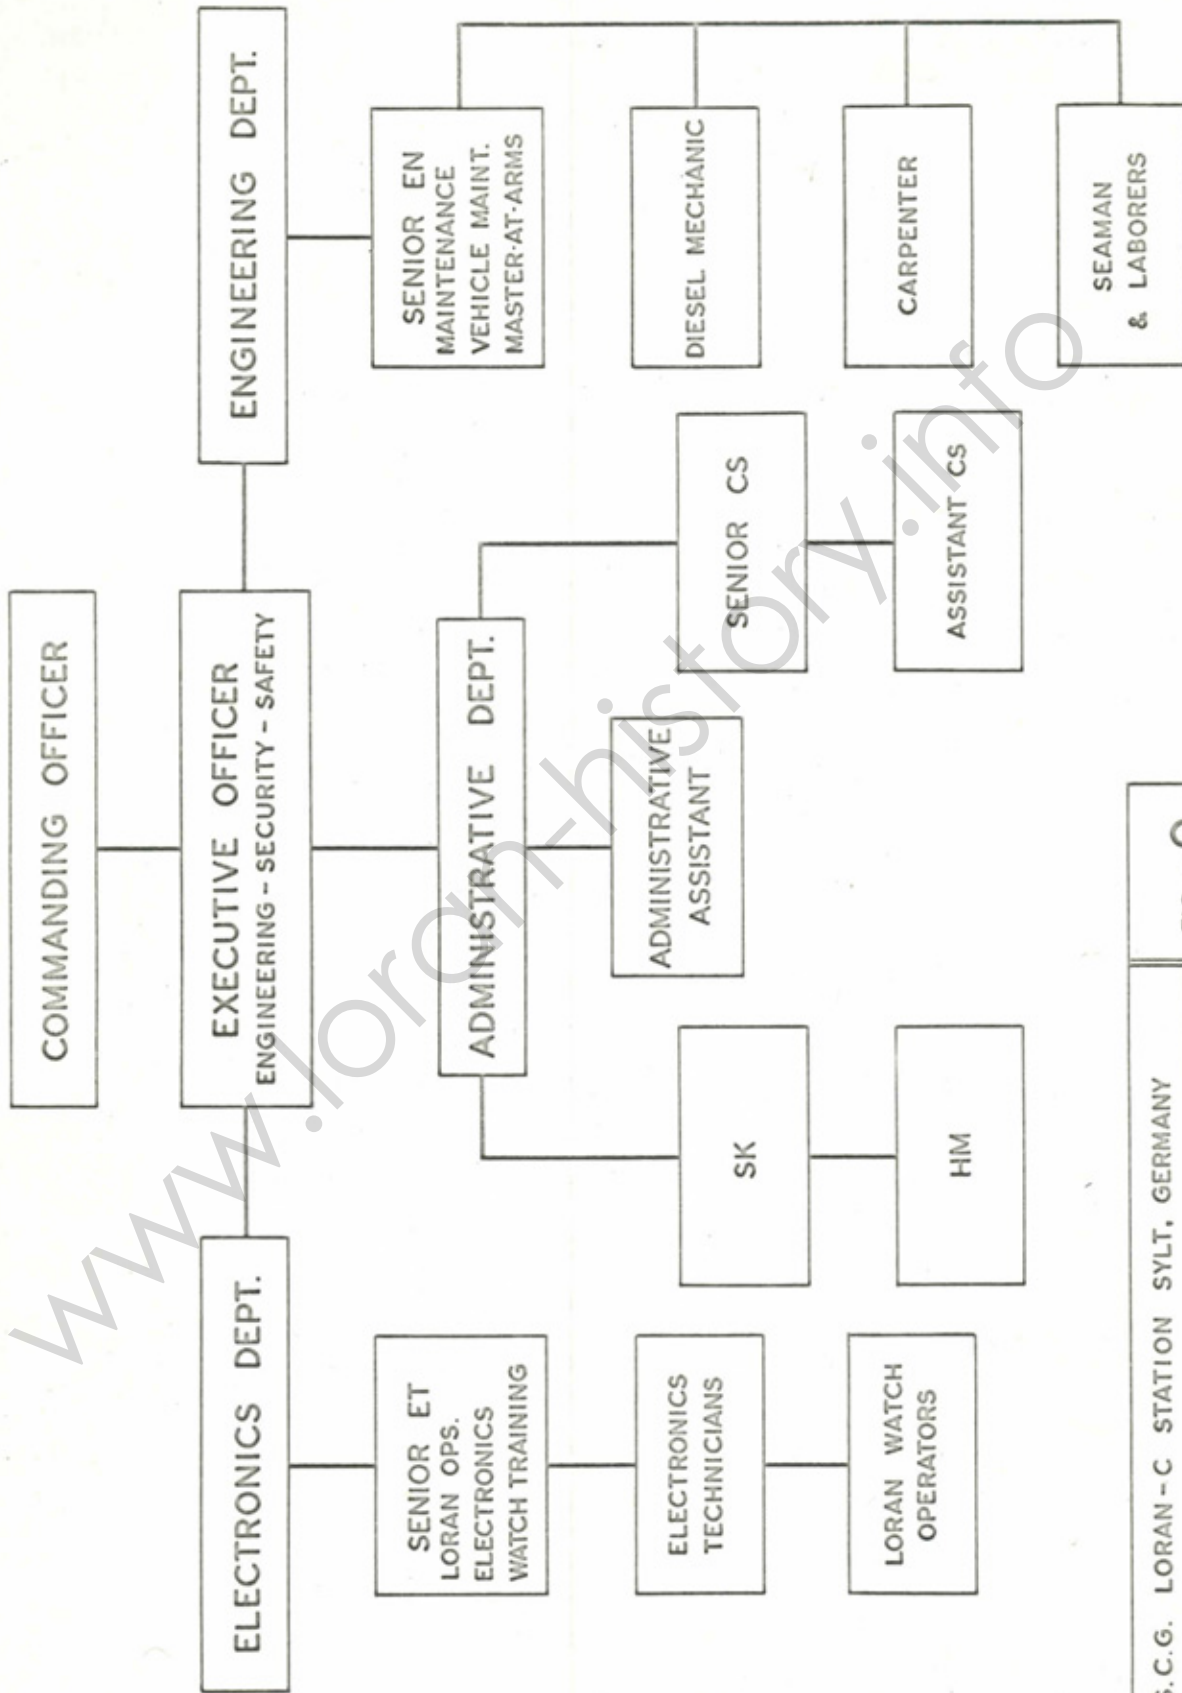 COMMANDING OFFICER
EXECUTIVE OFFICER
ENGINEERING - SECURITY - SAFETY
ELECTRONICS DEPT.
ENGINEERING DEPT.
ADMINISTRATIVE DEPT.
SENIOR ET
LORAN OPS.
ELECTRONICS
WATCH TRAINING
ELECTRONICS
TECHNICIANS
LORAN WATCH
OPERATORS
SK
HM
ADMINISTRATIVE
ASSISTANT
SENIOR CS
ASSISTANT CS
SENIOR EN
MAINTENANCE
VEHICLE MAINT.
MASTER-AT-ARMS
DIESEL MECHANIC
CARPENTER
SEAMAN
& LABORERS
S.C.G. LORAN - C STATION SYLT, GERMANY
www.loran-history.info